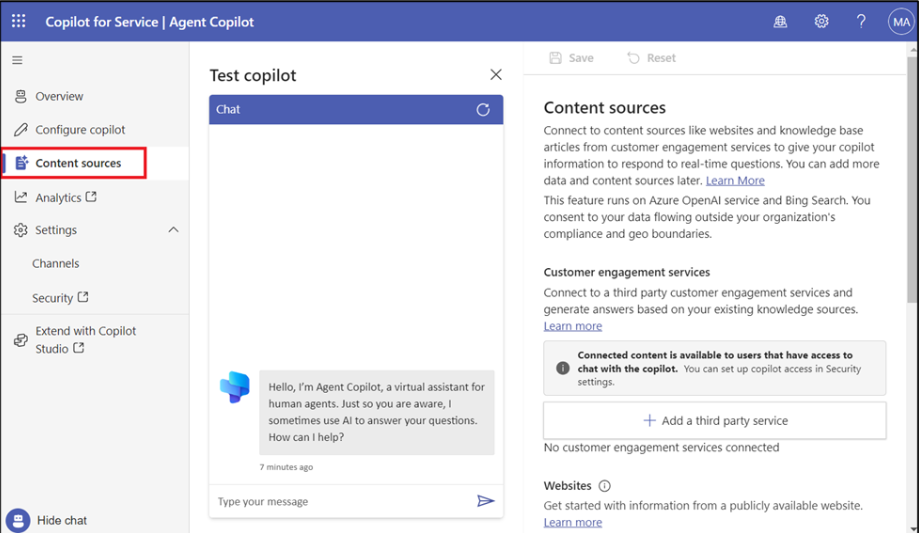 Copilot for Service | Agent Copilot
?
MA
Overview
Configure copilot
Content sources
Analytics
Settings
Channels
Security
Extend with Copilot
Studio
Hide chat
Test copilot
Chat
Hello, I'm Agent Copilot, a virtual assistant for
human agents. Just so you are aware, I
sometimes use AI to answer your questions.
How can I help?
7 minutes ago
Type your message
Save Reset
Content sources
Connect to content sources like websites and knowledge base
articles from customer engagement services to give your copilot
information to respond to real-time questions. You can add more
data and content sources later. Learn More
This feature runs on Azure OpenAI service and Bing Search. You
consent to your data flowing outside your organization's
compliance and geo boundaries.
Customer engagement services
Connect to a third party customer engagement services and
generate answers based on your existing knowledge sources.
Learn more
Connected content is available to users that have access to
chat with the copilot. You can set up copilot access in Security
settings.
+ Add a third party service
No customer engagement services connected
Websites
Get started with information from a publicly available website.
Learn more